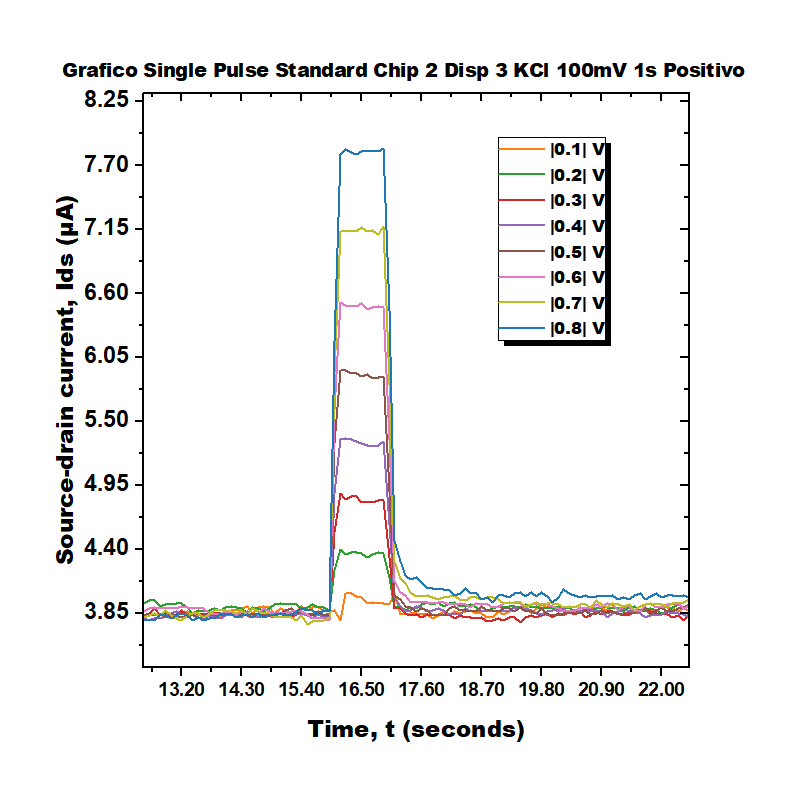 Grafico Single Pulse Standard Chip 2 Disp 3 KCl 100mV 1s Positivo
8.25
7.70
7.15
6.60
6.05
5.50
4.95
4.40
3.85
Source-drain current, Ids (µA)
|0.1| V
|0.2| V
|0.3| V
|0.4| V
|0.5| V
|0.6| V
|0.7| V
|0.8| V
13.20 14.30 15.40 16.50 17.60 18.70 19.80 20.90 22.00
Time, t (seconds)